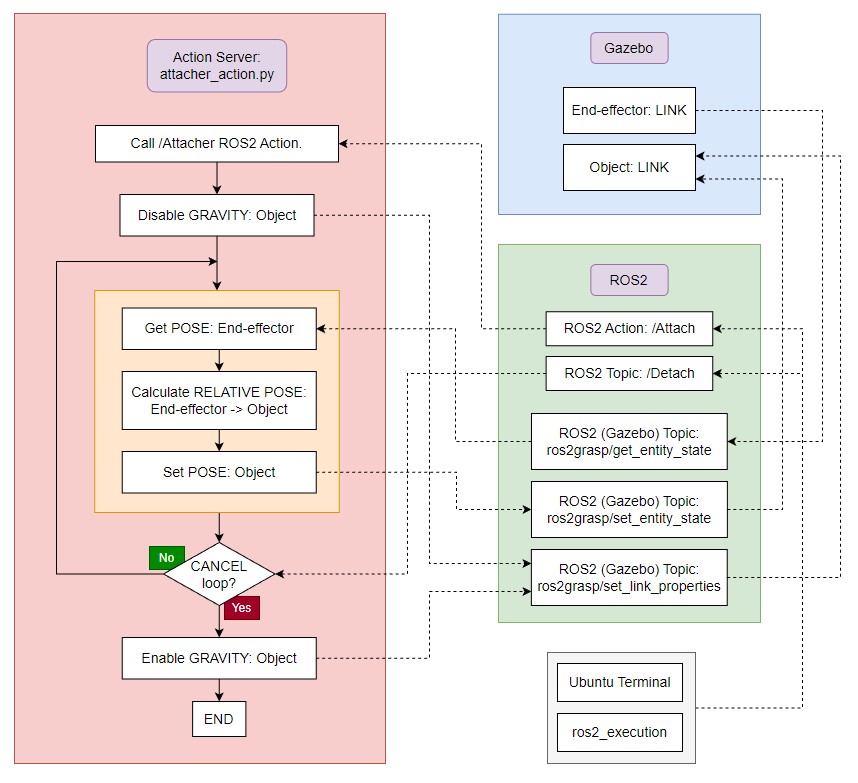 Action Server:
attacher_action.py
Call /Attacher ROS2 Action.
Disable GRAVITY: Object
Get POSE: End-effector
Calculate RELATIVE POSE:
End-effector -> Object
Set POSE: Object
No
CANCEL
loop?
Yes
Enable GRAVITY: Object
END
Gazebo
End-effector: LINK
Object: LINK
ROS2
ROS2 Action: /Attach
ROS2 Topic: /Detach
ROS2 (Gazebo) Topic:
ros2grasp/get_entity_state
ROS2 (Gazebo) Topic:
ros2grasp/set_entity_state
ROS2 (Gazebo) Topic:
ros2grasp/set_link_properties
Ubuntu Terminal
ros2_execution